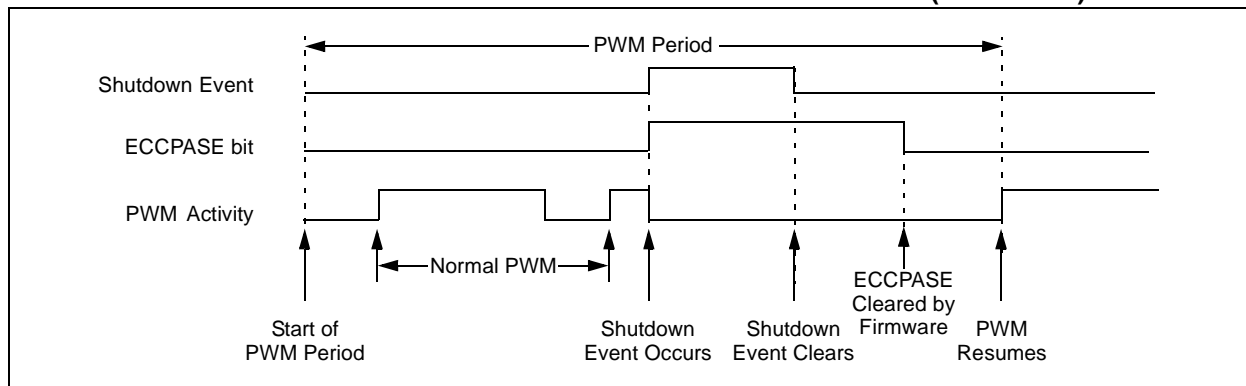 PWM Period
Shutdown Event
ECCPASE bit
PWM Activity
Normal PWM
Start of
PWM Period
Shutdown
Event Occurs
Shutdown
Event Clears
ECCPASE
Cleared by
Firmware
PWM
Resumes